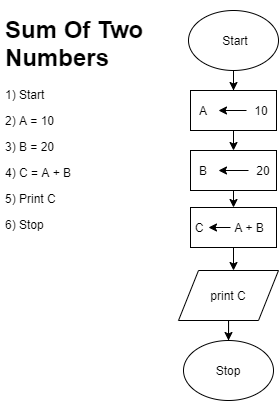 Sum Of Two
Numbers
1) Start
2) A = 10
3) B = 20
4) C = A + B
5) Print C
6) Stop
Start
A 10
B 20
C A + B
print C
Stop